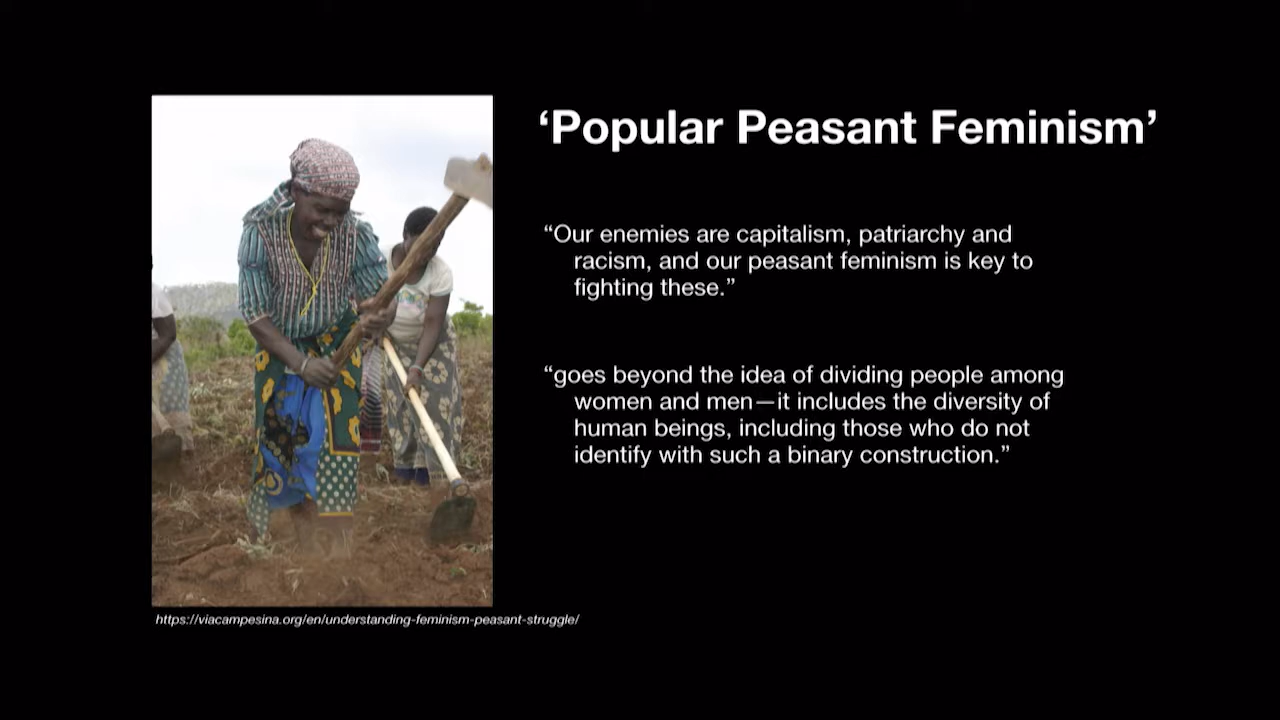 ‘Popular Peasant Feminism’
“Our enemies are capitalism, patriarchy and
racism, and our peasant feminism is key to
fighting these.”
“goes beyond the idea of dividing people among
women and men—it includes the diversity of
human beings, including those who do not
identify with such a binary construction.”
https://viacampesina.org/en/understanding-feminism-peasant-struggle/